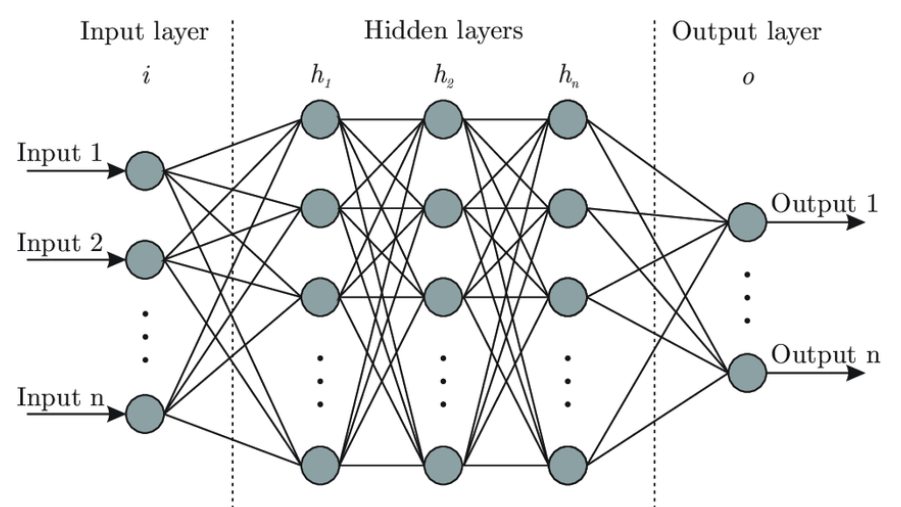 Input layer
Hidden layers
Output layer
i
h₁
h₂
hₙ
o
Input 1
Input 2
Input n
Output 1
Output n